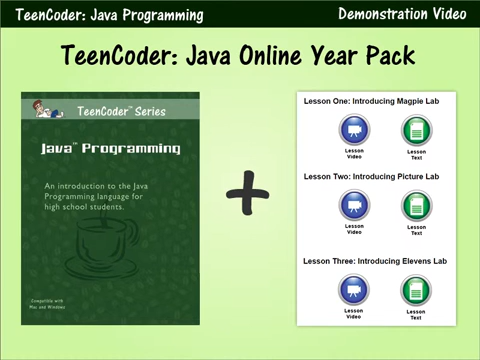 TeenCoder: Java Programming
Demonstration Video
TeenCoder: Java Online Year Pack
TeenCoder™ Series
Java™ Programming
An introduction to the Java
Programming language for
high school students.
Compatible with
Mac and Windows
+
Lesson One: Introducing Magpie Lab
Lesson Video
Lesson Text
Lesson Two: Introducing Picture Lab
Lesson Video
Lesson Text
Lesson Three: Introducing Elevens Lab
Lesson Video
Lesson Text